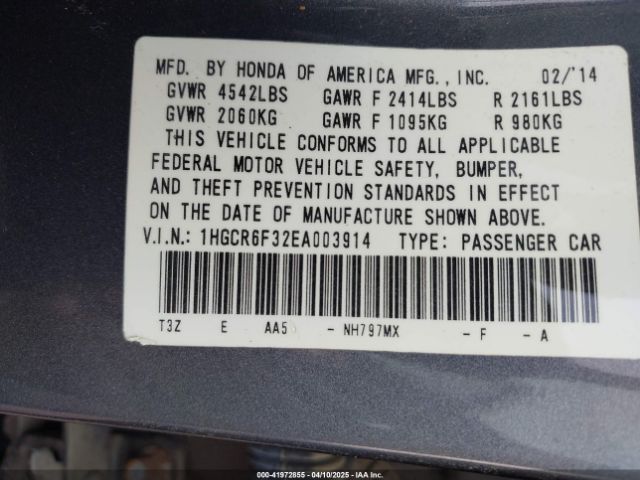 MFD. BY HONDA OF AMERICA MFG., INC. 02/'14
GVWR 4542LBS GAWR F 2414LBS R 2161LBS
GVWR 2060KG GAWR F 1095KG R 980KG
THIS VEHICLE CONFORMS TO ALL APPLICABLE
FEDERAL MOTOR VEHICLE SAFETY, BUMPER,
AND THEFT PREVENTION STANDARDS IN EFFECT
ON THE DATE OF MANUFACTURE SHOWN ABOVE.
V.I.N.: 1HGCR6F32EA003914 TYPE: PASSENGER CAR
T3Z E AA5 - NH797MX - F - A
000-41972855 04/10/2025 IAA Inc.